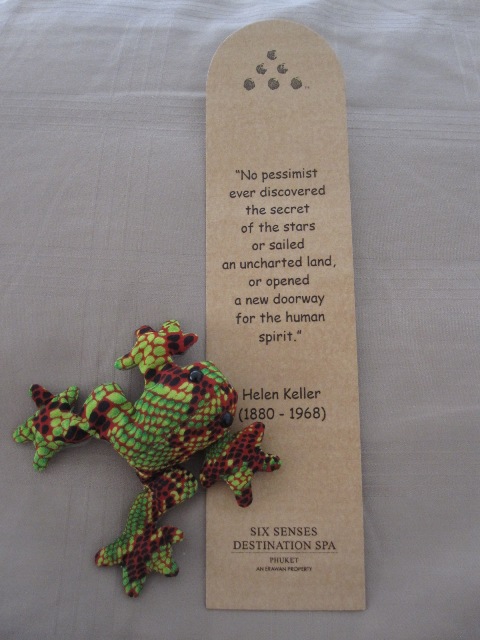 "No pessimist
ever discovered
the secret
of the stars
or sailed
an uncharted land,
or opened
a new doorway
for the human
spirit."
Helen Keller
(1880 - 1968)
SIX SENSES
DESTINATION SPA
PHUKET
AN ERAWAN PROPERTY